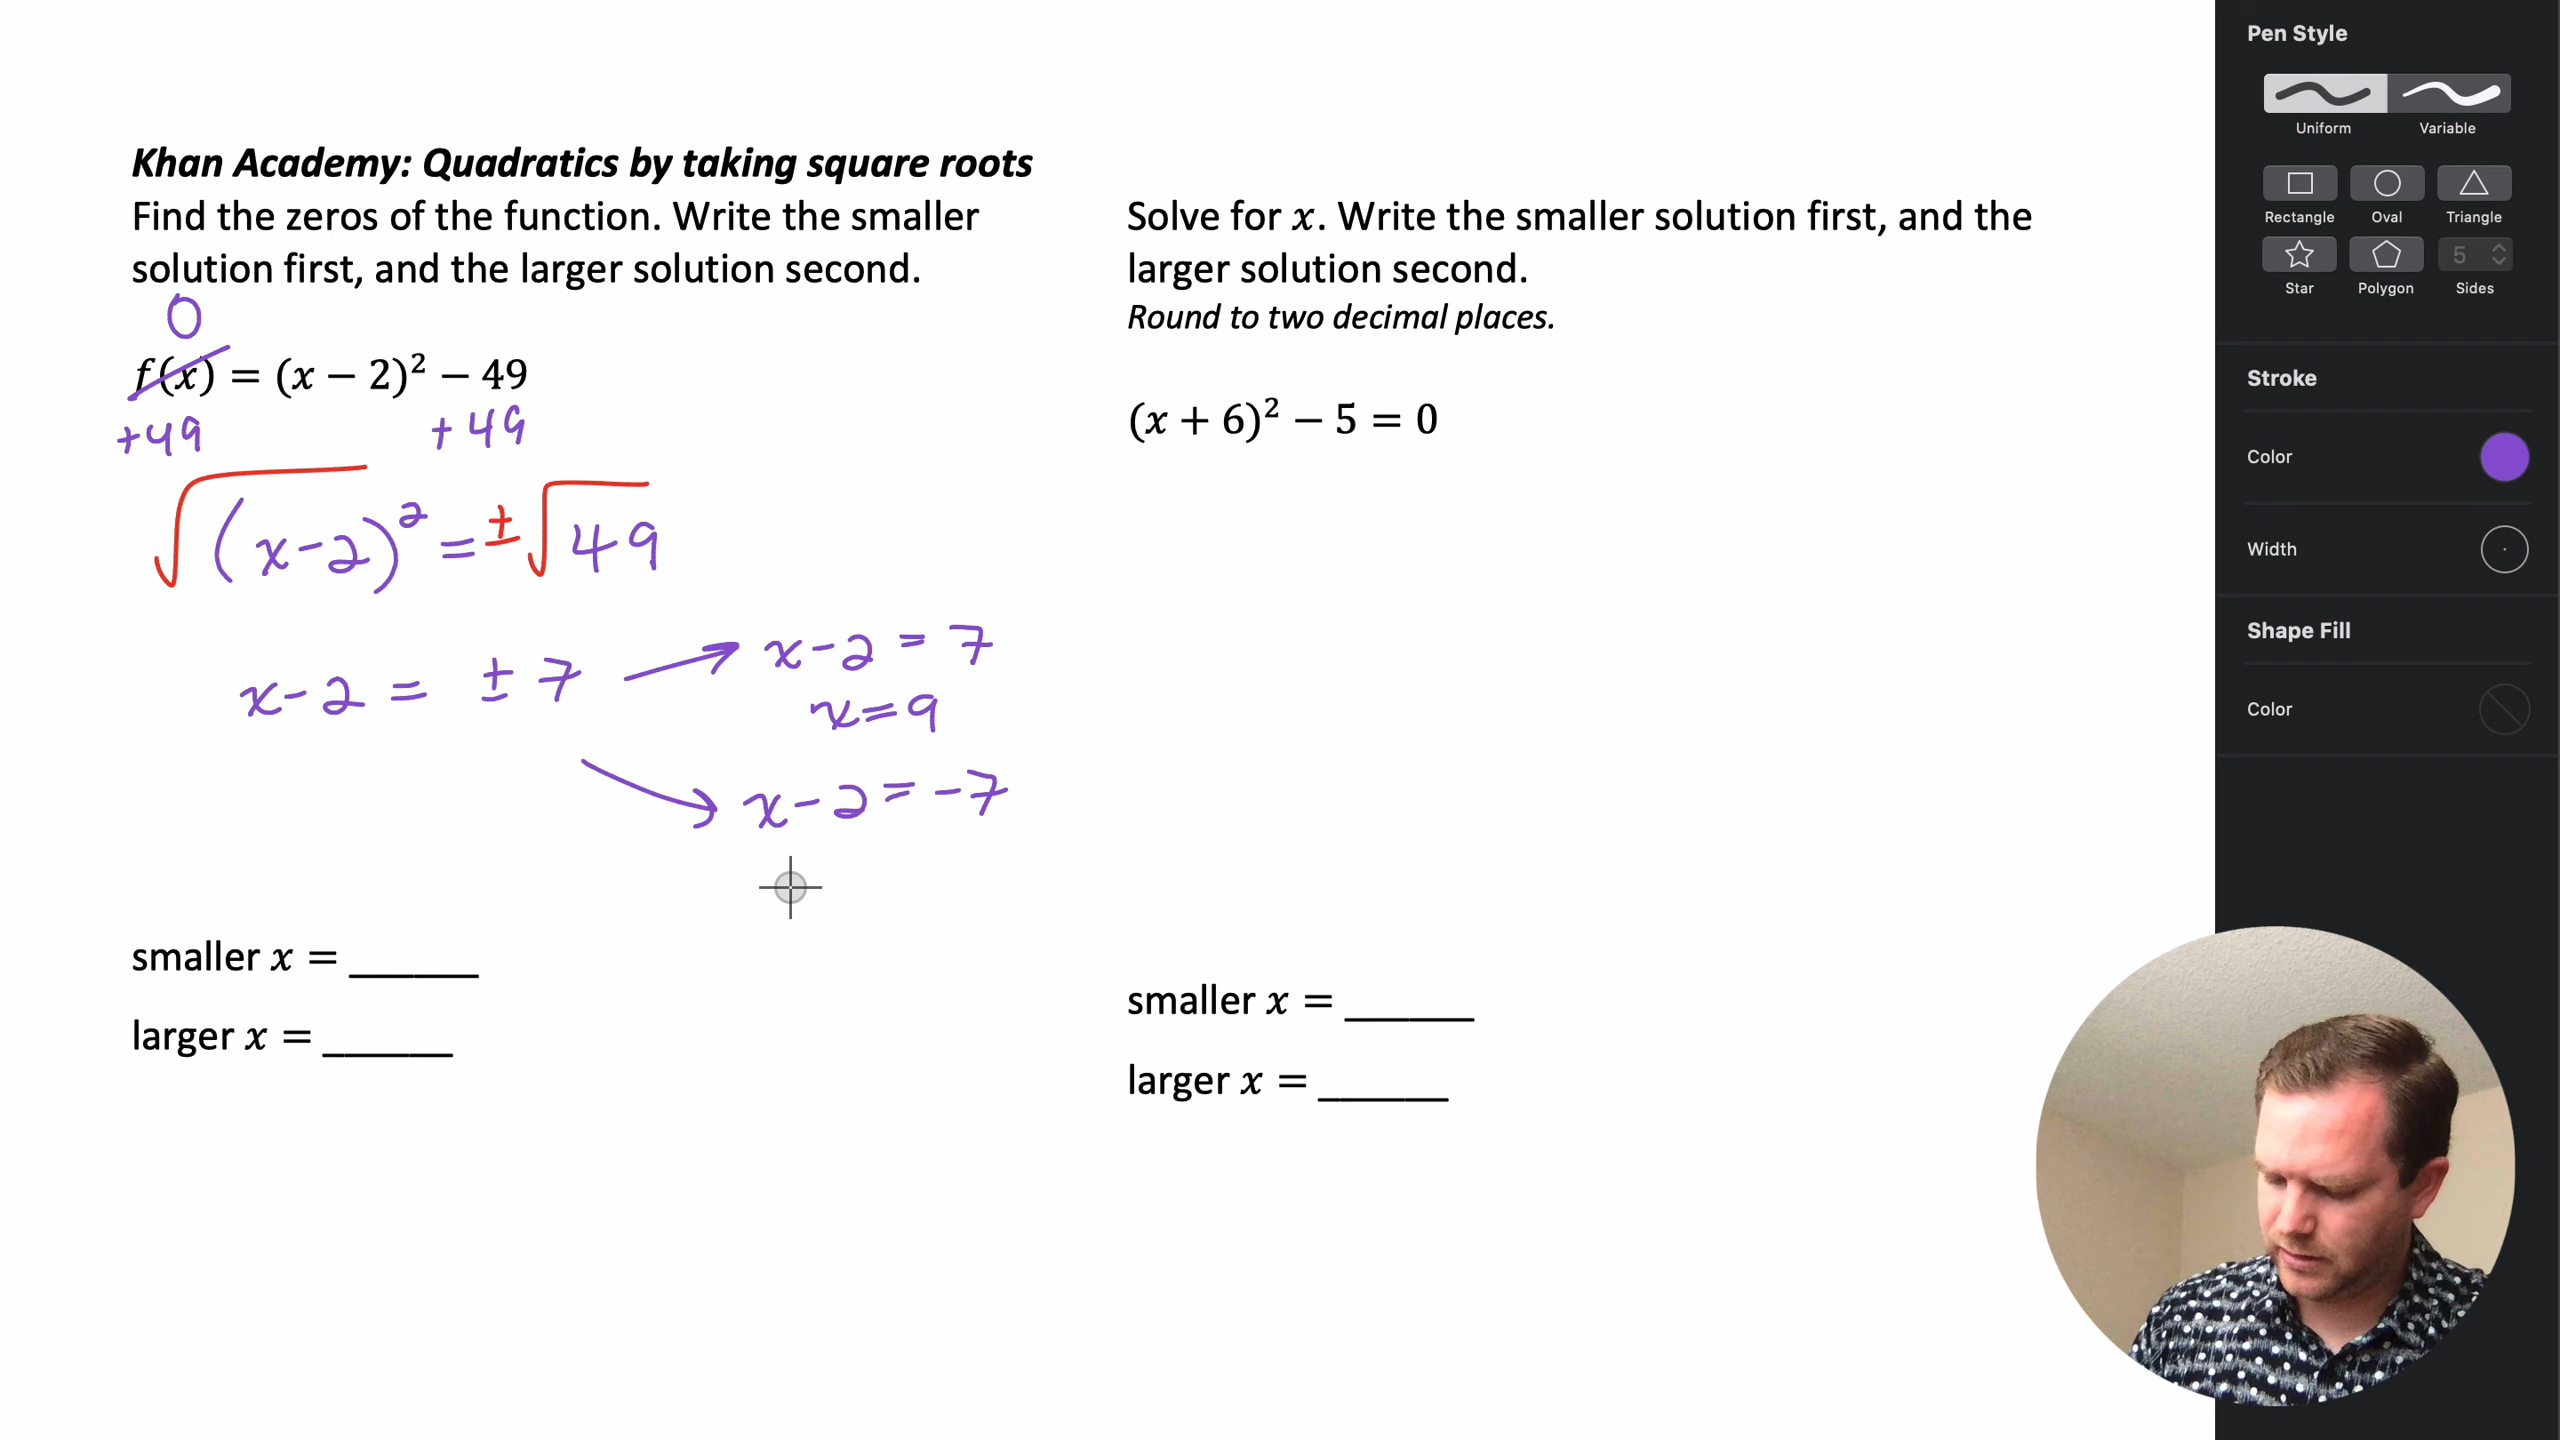 Khan Academy: Quadratics by taking square roots
Find the zeros of the function. Write the smaller
solution first, and the larger solution second.
0
f(x) = (x − 2)² − 49
+49 +49
√(x-2)² = ±√49
x-2 = ±7
x-2 = 7
x=9
x-2 = -7
smaller x = ______
larger x = ______
Solve for x. Write the smaller solution first, and the
larger solution second.
Round to two decimal places.
(x + 6)² − 5 = 0
smaller x = ______
larger x = ______
Pen Style
Uniform Variable
Rectangle Oval Triangle
5
Star Polygon Sides
Stroke
Color
Width
Shape Fill
Color